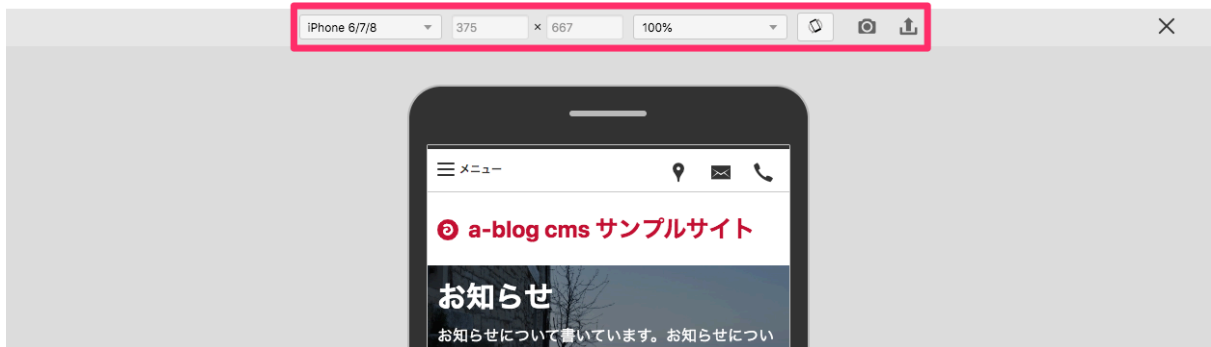 iPhone 6/7/8 375 × 667 100%
メニュー
a-blog cms サンプルサイト
お知らせ
お知らせについて書いています。お知らせについ